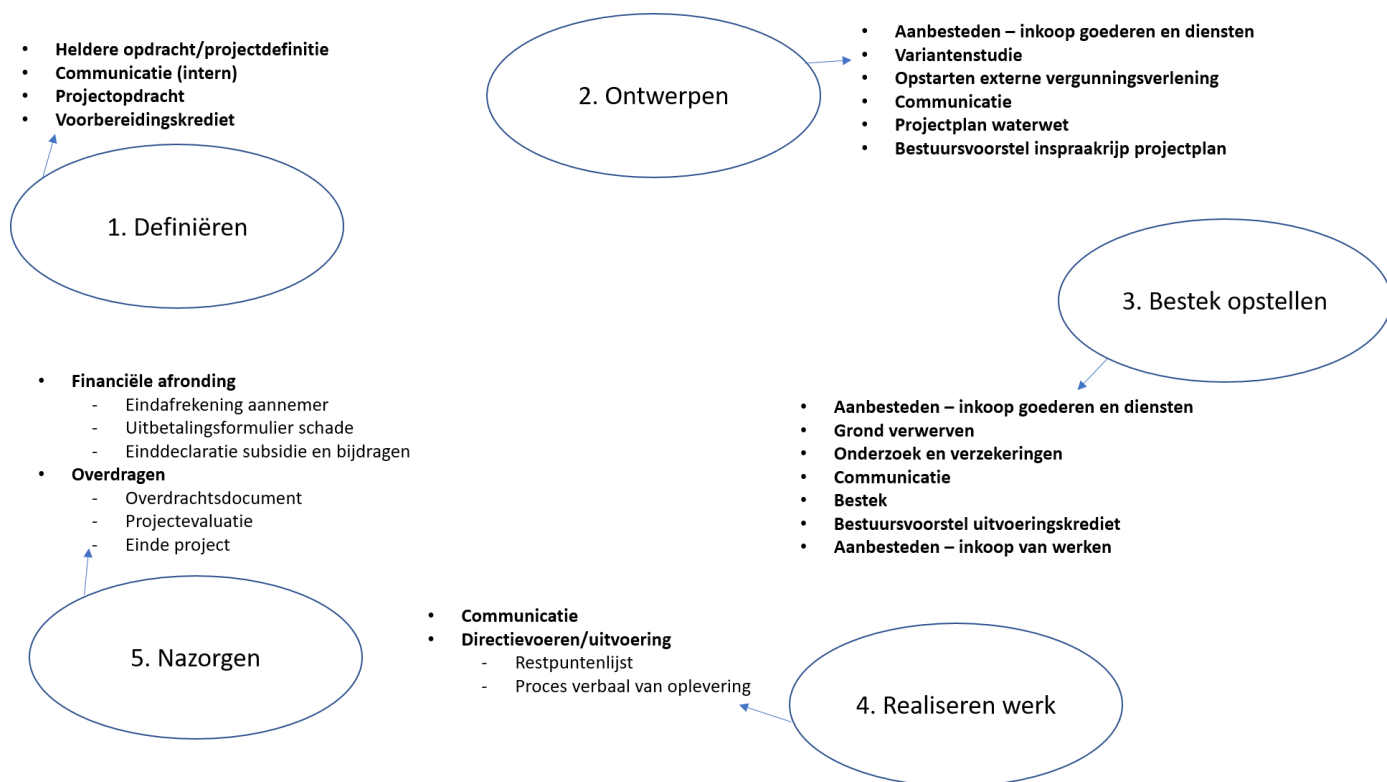 • Heldere opdracht/projectdefinitie
• Communicatie (intern)
• Projectopdracht
• Voorbereidingskrediet
1. Definiëren
2. Ontwerpen
• Aanbesteden – inkoop goederen en diensten
• Variantenstudie
• Opstarten externe vergunningsverlening
• Communicatie
• Projectplan waterwet
• Bestuursvoorstel inspraakrijp projectplan
3. Bestek opstellen
• Aanbesteden – inkoop goederen en diensten
• Grond verwerven
• Onderzoek en verzekeringen
• Communicatie
• Bestek
• Bestuursvoorstel uitvoeringskrediet
• Aanbesteden – inkoop van werken
• Communicatie
• Directievoeren/uitvoering
- Restpuntenlijst
- Proces verbaal van oplevering
4. Realiseren werk
• Financiële afronding
- Eindafrekening aannemer
- Uitbetalingsformulier schade
- Einddeclaratie subsidie en bijdragen
• Overdragen
- Overdrachtsdocument
- Projectevaluatie
- Einde project
5. Nazorgen